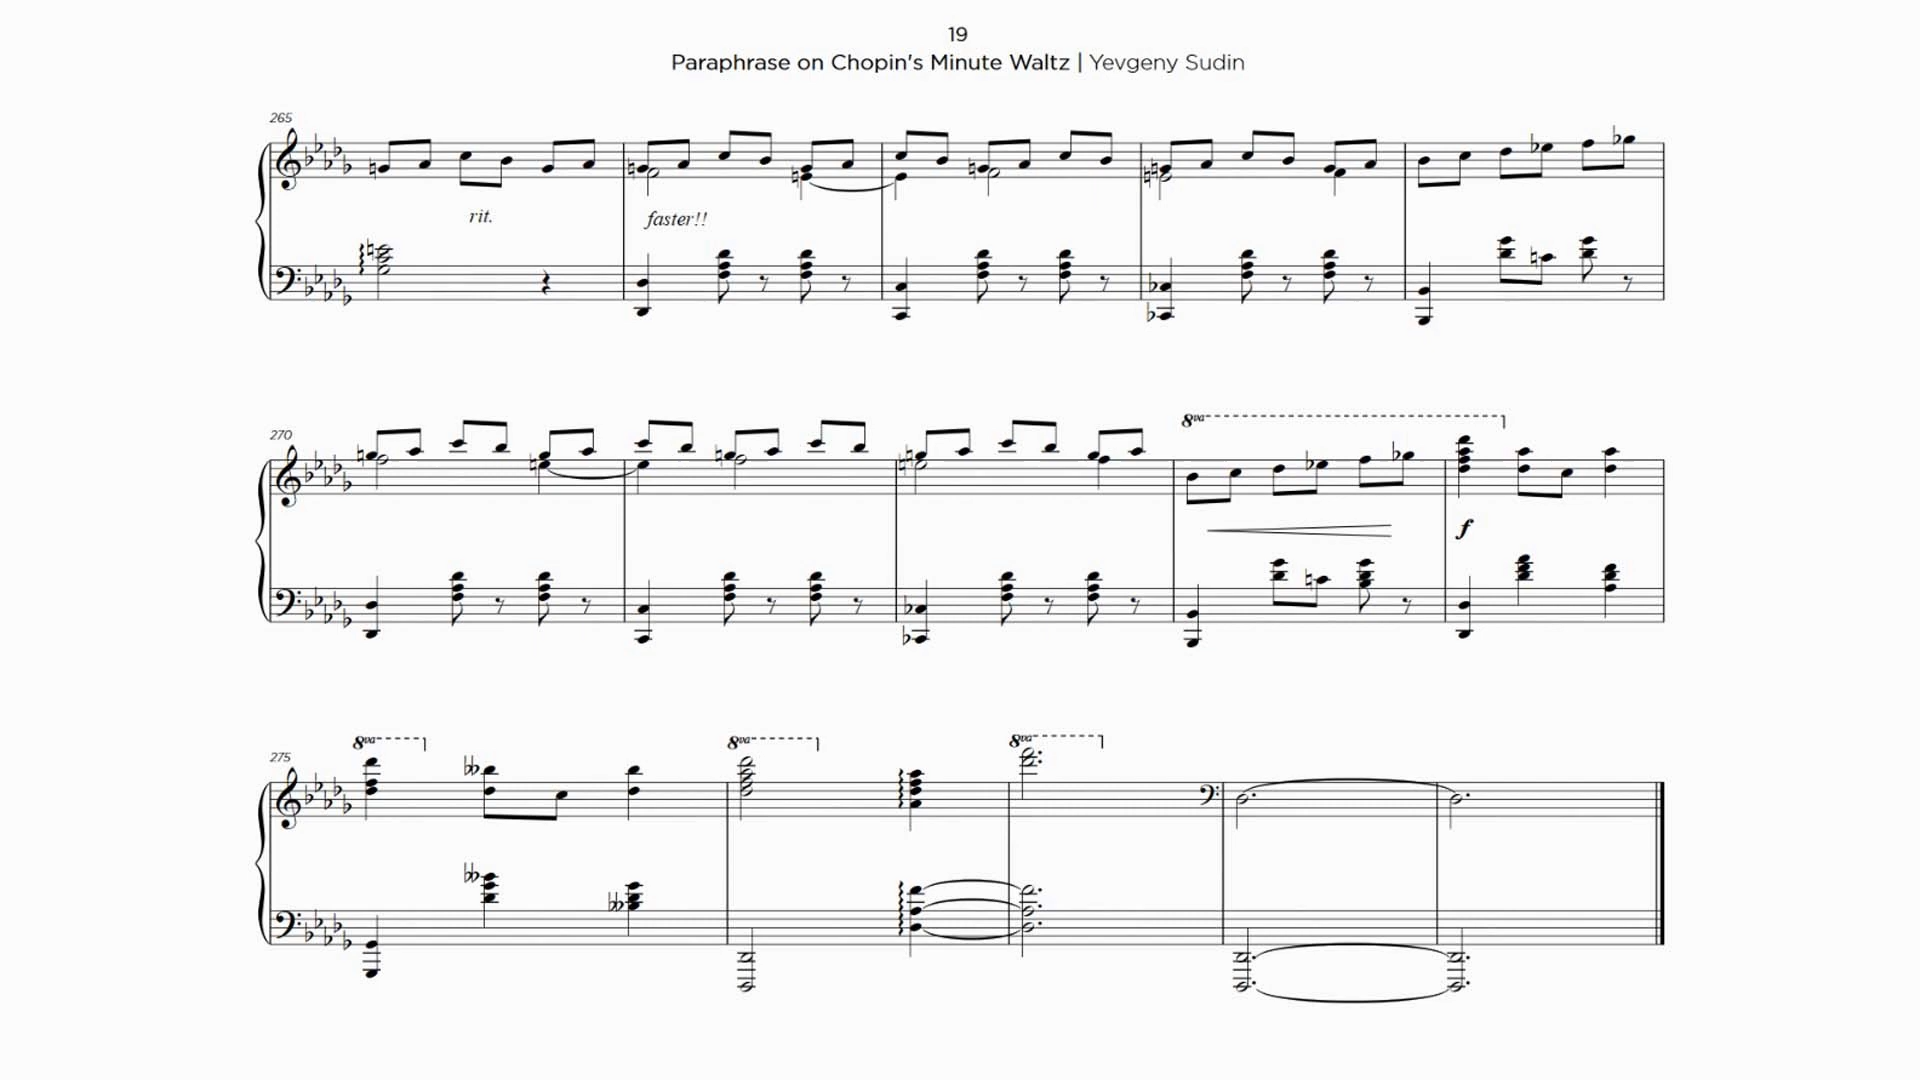 19
Paraphrase on Chopin's Minute Waltz | Yevgeny Sudin
265
rit.
faster!!
270
8va
f
275
8va
8va
8va